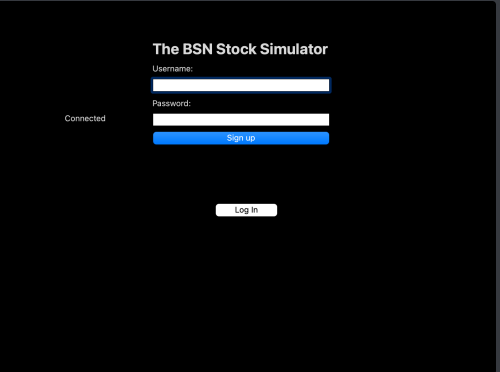 The BSN Stock Simulator
Username:
Password:
Connected
Sign up
Log In